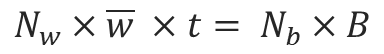 N_w × w̅ × t = N_b × B